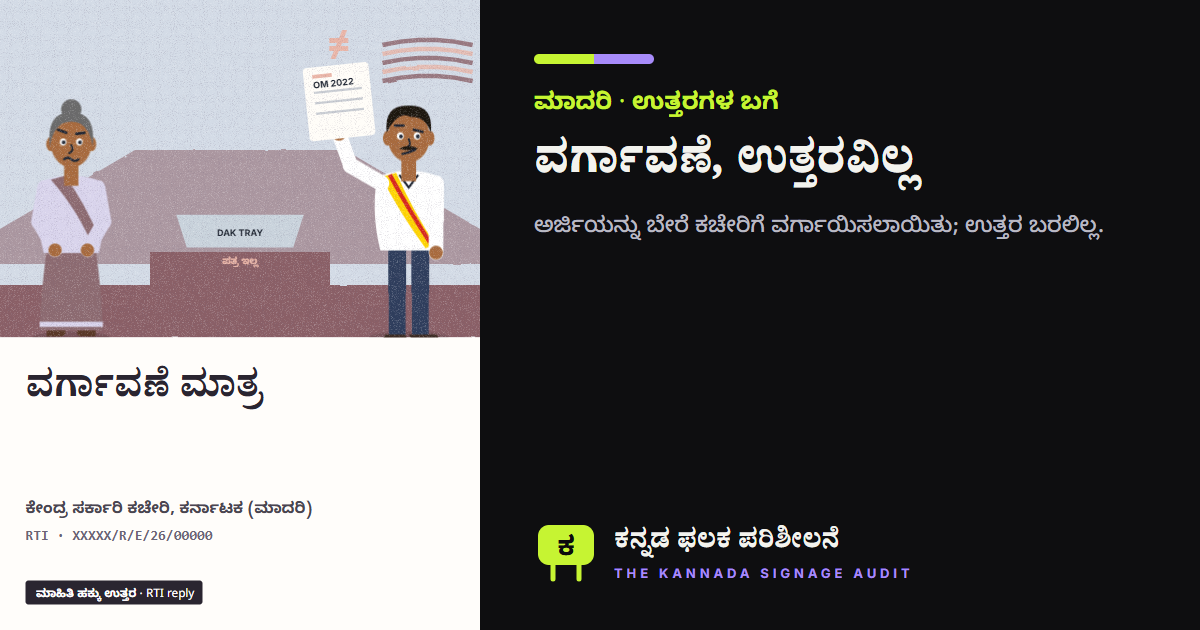 ≠
OM 2022
DAK TRAY
ಪತ್ರ ಇಲ್ಲ
ವರ್ಗಾವಣೆ ಮಾತ್ರ
ಕೇಂದ್ರ ಸರ್ಕಾರಿ ಕಚೇರಿ, ಕರ್ನಾಟಕ (ಮಾದರಿ)
RTI · XXXXX/R/E/26/00000
ಮಾಹಿತಿ ಹಕ್ಕು ಉತ್ತರ · RTI reply
ಮಾದರಿ · ಉತ್ತರಗಳ ಬಗೆ
ವರ್ಗಾವಣೆ, ಉತ್ತರವಿಲ್ಲ
ಅರ್ಜಿಯನ್ನು ಬೇರೆ ಕಚೇರಿಗೆ ವರ್ಗಾಯಿಸಲಾಯಿತು; ಉತ್ತರ ಬರಲಿಲ್ಲ.
ಕ
ಕನ್ನಡ ಫಲಕ ಪರಿಶೀಲನೆ
THE KANNADA SIGNAGE AUDIT